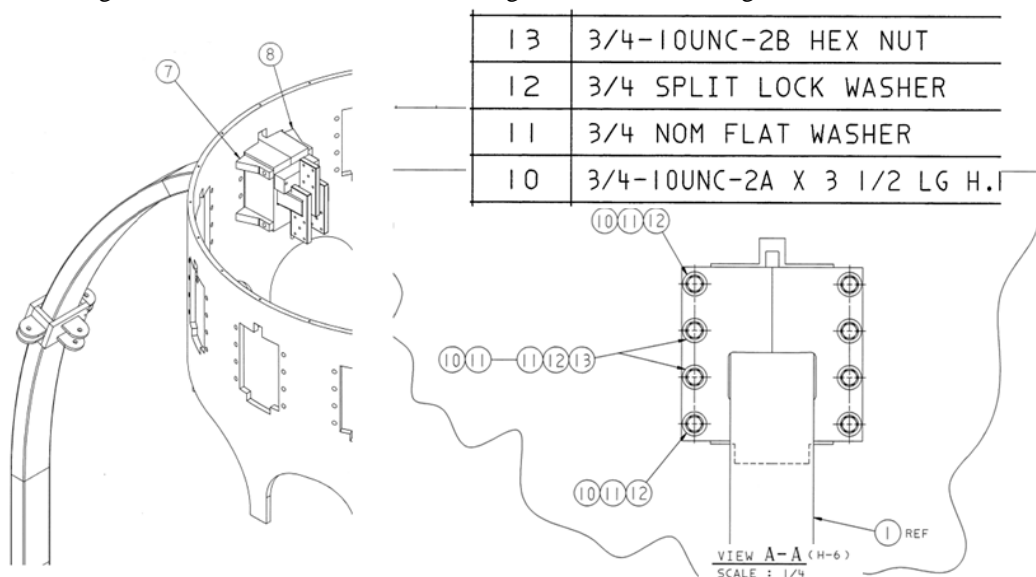 13 3/4-10UNC-2B HEX NUT
12 3/4 SPLIT LOCK WASHER
11 3/4 NOM FLAT WASHER
10 3/4-10UNC-2A X 3 1/2 LG H.
7
8
10 11 12
10 11 11 12 13
10 11 12
1 REF
VIEW A-A (H-6)
SCALE : 1/4